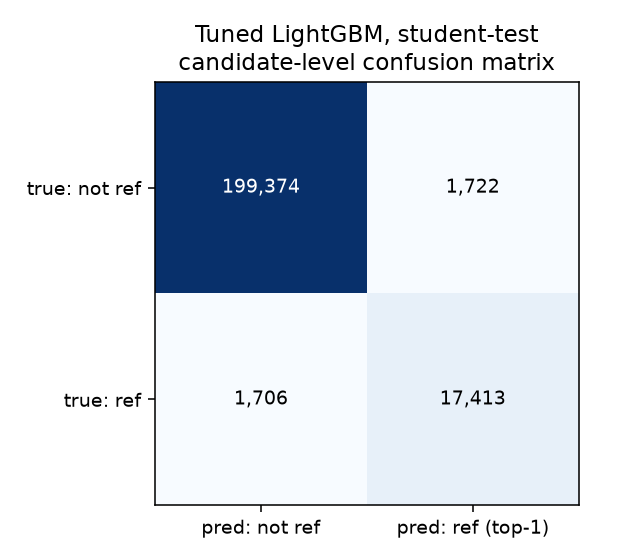 Tuned LightGBM, student-test
candidate-level confusion matrix
true: not ref
199,374
1,722
true: ref
1,706
17,413
pred: not ref
pred: ref (top-1)